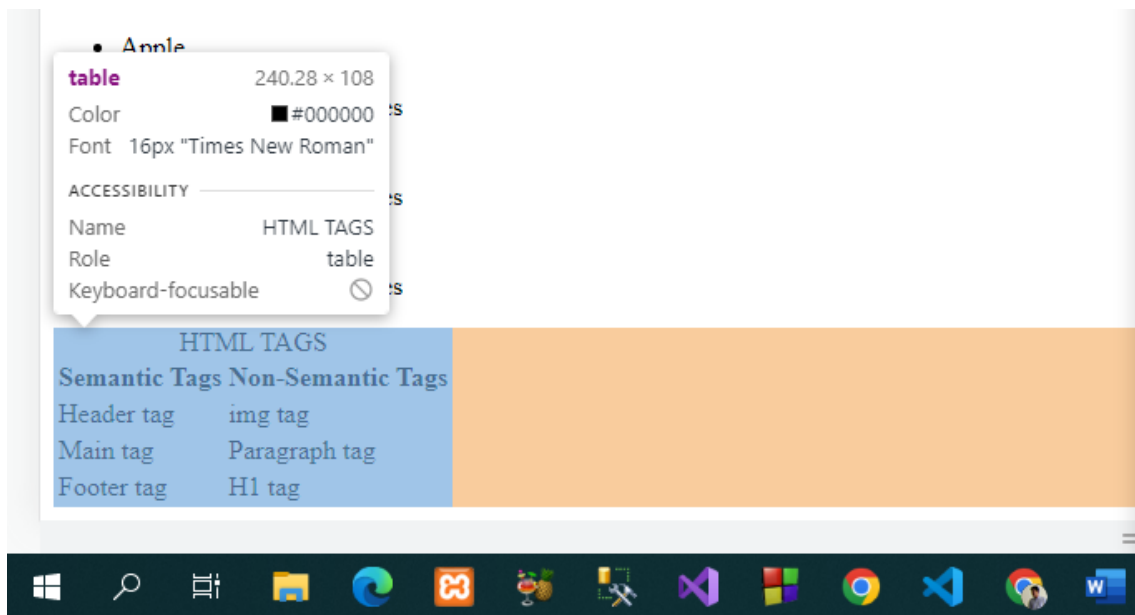 Apple
table 240.28 × 108
Color #000000
Font 16px "Times New Roman"
ACCESSIBILITY
Name HTML TAGS
Role table
Keyboard-focusable
HTML TAGS
Semantic Tags Non-Semantic Tags
Header tag img tag
Main tag Paragraph tag
Footer tag H1 tag
W